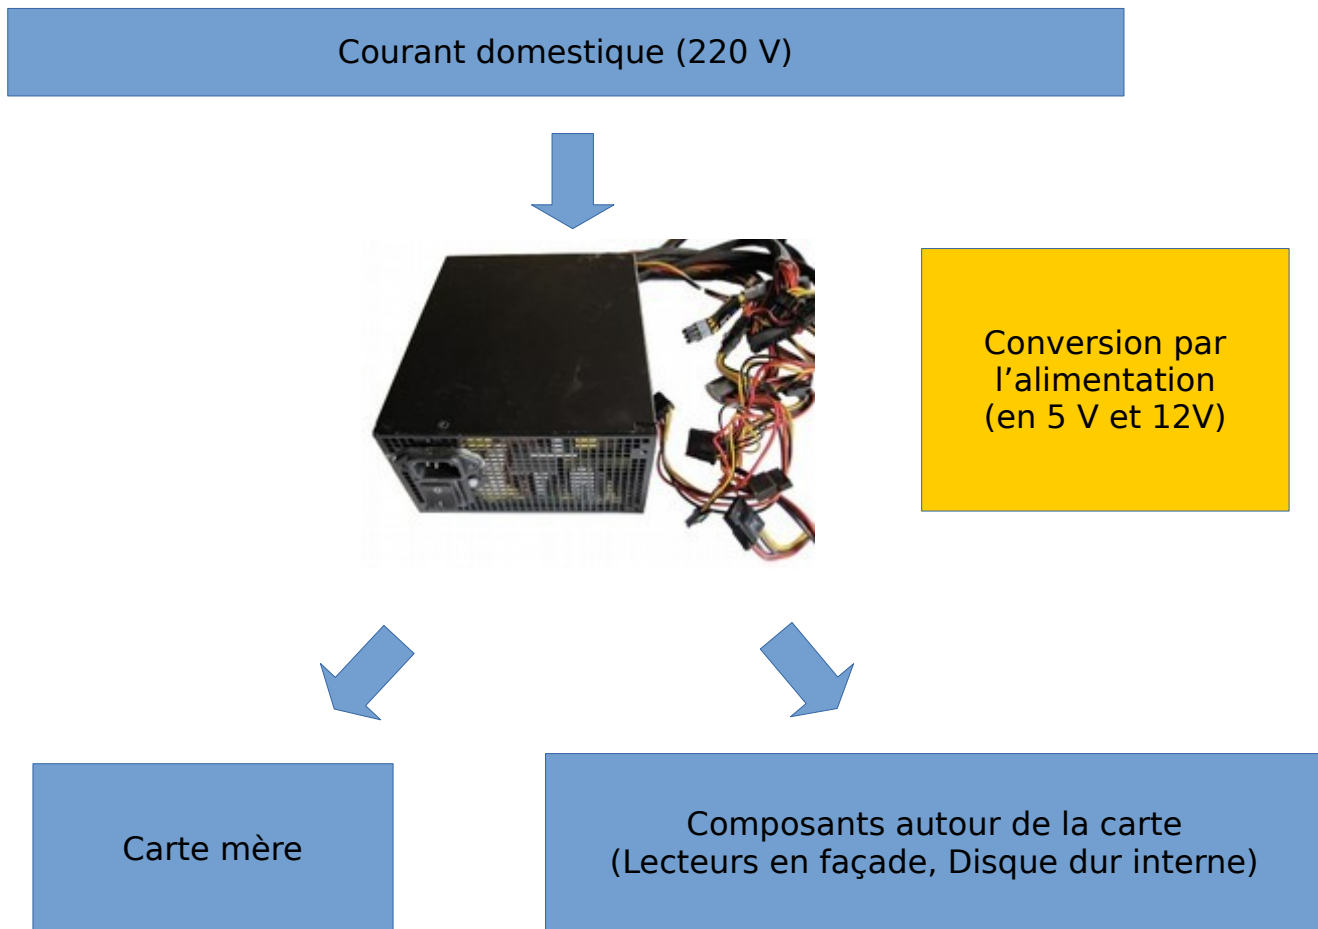 Courant domestique (220 V)
Conversion par
l’alimentation
(en 5 V et 12V)
Carte mère
Composants autour de la carte
(Lecteurs en façade, Disque dur interne)